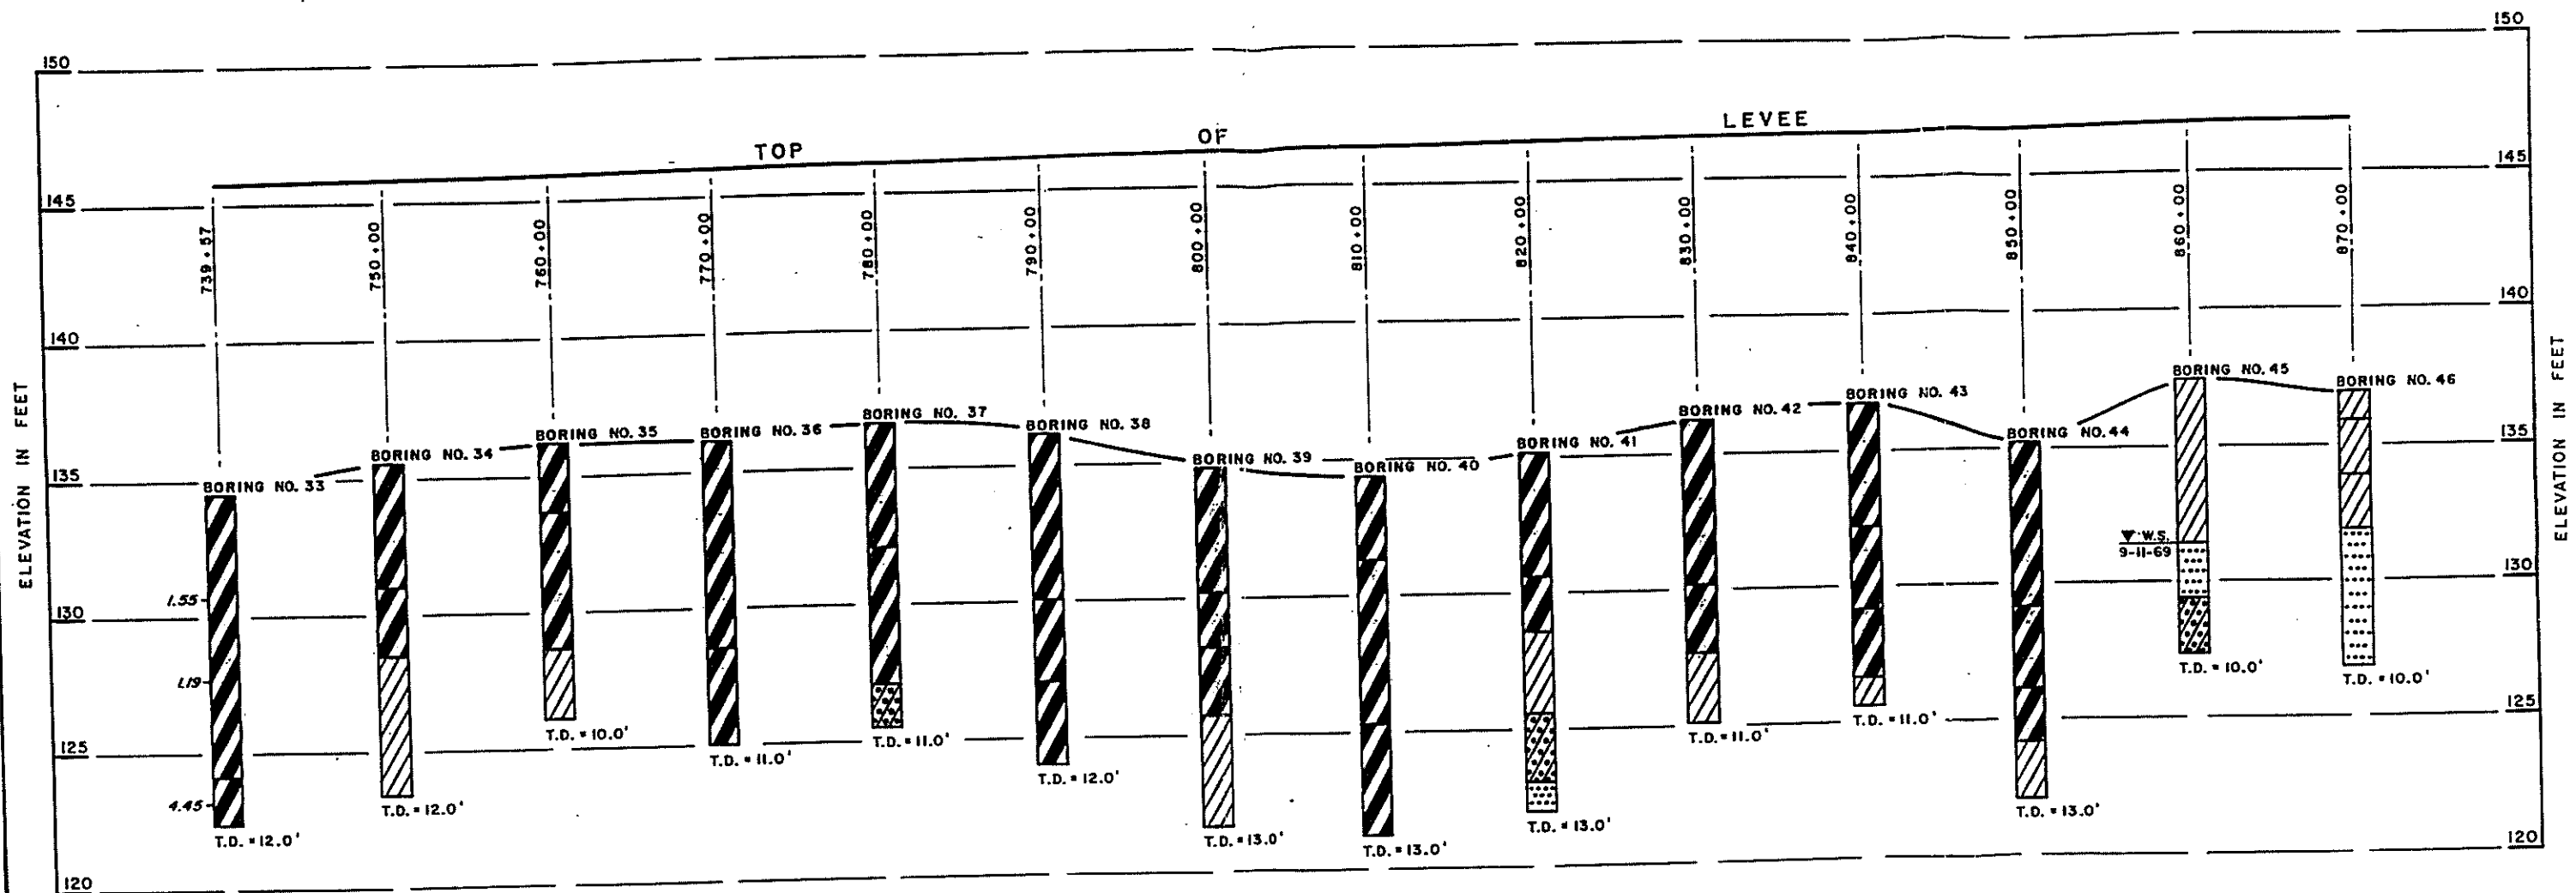 150
150
TOP OF LEVEE
145
145
739+57
750+00
760+00
770+00
780+00
790+00
800+00
810+00
820+00
830+00
840+00
850+00
860+00
870+00
140
140
ELEVATION IN FEET
ELEVATION IN FEET
135
135
BORING NO. 33
BORING NO. 34
BORING NO. 35
BORING NO. 36
BORING NO. 37
BORING NO. 38
BORING NO. 39
BORING NO. 40
BORING NO. 41
BORING NO. 42
BORING NO. 43
BORING NO. 44
BORING NO. 45
BORING NO. 46
W.S.
9-11-69
1.55
1.19
4.45
130
130
125
125
T.D. = 12.0'
T.D. = 12.0'
T.D. = 10.0'
T.D. = 11.0'
T.D. = 11.0'
T.D. = 12.0'
T.D. = 13.0'
T.D. = 13.0'
T.D. = 13.0'
T.D. = 11.0'
T.D. = 11.0'
T.D. = 13.0'
T.D. = 10.0'
T.D. = 10.0'
120
120